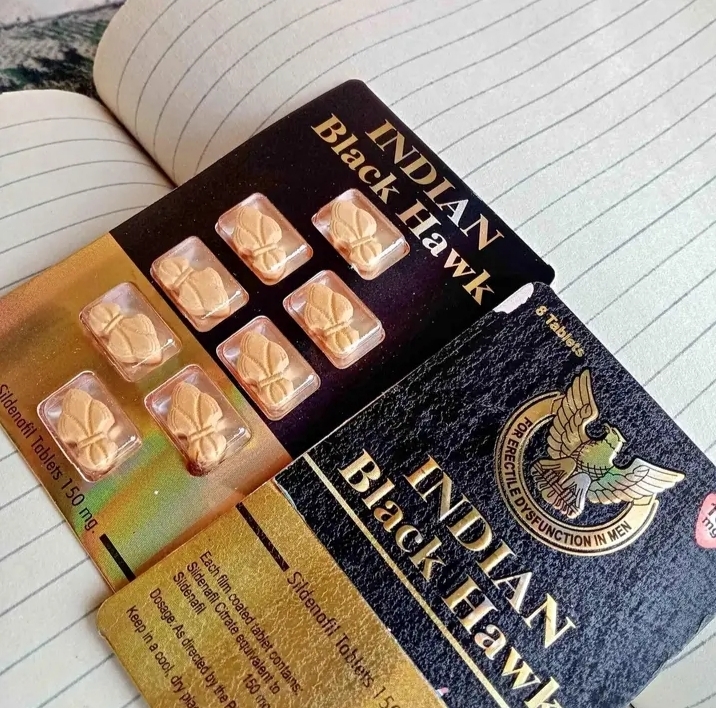 INDIAN
Black Hawk
Sildenafil Tablets 150 mg.
8 Tablets
FOR ERECTILE DYSFUNCTION IN MEN
mg
INDIAN
Black Hawk
Sildenafil Tablets
Each film coated tablet contains:
Sildenafil Citrate equivalent to
Sildenafil 150 mg
Dosage: As directed by the
Keep in a cool, dry